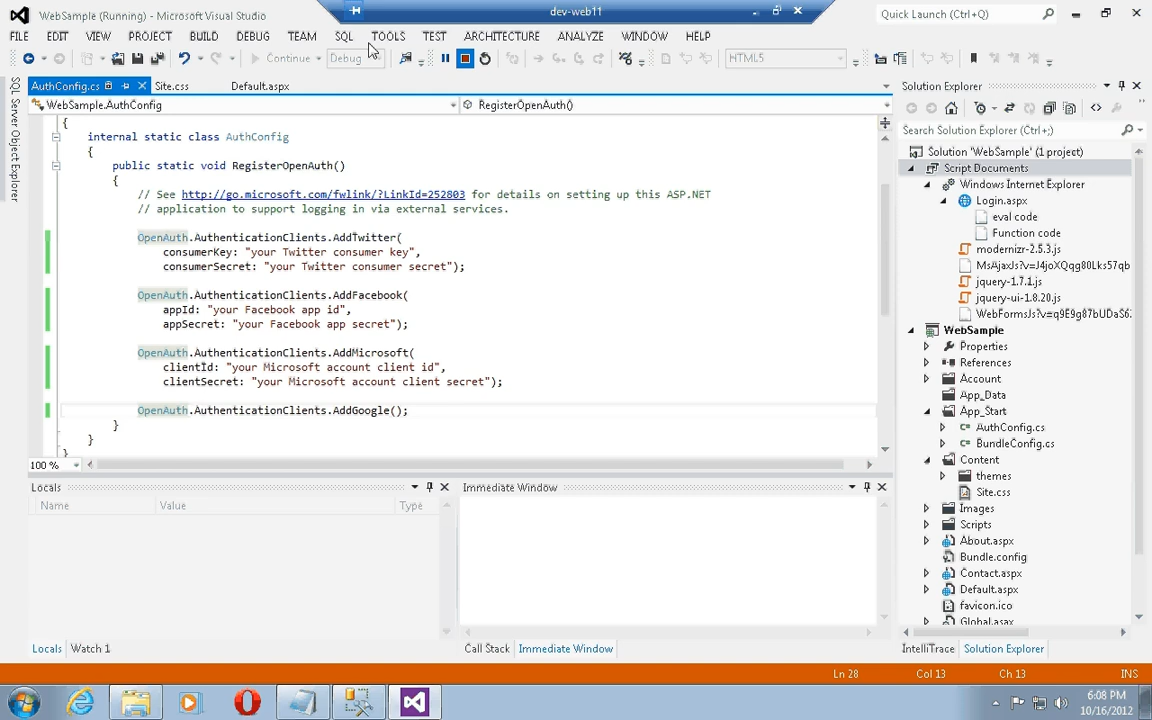 WebSample (Running) - Microsoft Visual Studio
dev-web11
Quick Launch (Ctrl+Q)
FILE EDIT VIEW PROJECT BUILD DEBUG TEAM SQL TOOLS TEST ARCHITECTURE ANALYZE WINDOW HELP
Continue Debug HTML5
SQL Server Object Explorer
AuthConfig.cs Site.css Default.aspx
WebSample.AuthConfig RegisterOpenAuth()
{
internal static class AuthConfig
{
public static void RegisterOpenAuth()
{
// See http://go.microsoft.com/fwlink/?LinkId=252803 for details on setting up this ASP.NET
// application to support logging in via external services.
OpenAuth.AuthenticationClients.AddTwitter(
consumerKey: "your Twitter consumer key",
consumerSecret: "your Twitter consumer secret");
OpenAuth.AuthenticationClients.AddFacebook(
appId: "your Facebook app id",
appSecret: "your Facebook app secret");
OpenAuth.AuthenticationClients.AddMicrosoft(
clientId: "your Microsoft account client id",
clientSecret: "your Microsoft account client secret");
OpenAuth.AuthenticationClients.AddGoogle();
}
}
}
100 %
Locals
Name Value Type
Locals Watch 1
Immediate Window
Call Stack Immediate Window
Solution Explorer
Search Solution Explorer (Ctrl+;)
Solution 'WebSample' (1 project)
Script Documents
Windows Internet Explorer
Login.aspx
eval code
Function code
modernizr-2.5.3.js
MsAjaxJs?v=J4joXQqg80Lks57qb
jquery-1.7.1.js
jquery-ui-1.8.20.js
WebFormsJs?v=q9E9g87bUDaS6
WebSample
Properties
References
Account
App_Data
App_Start
AuthConfig.cs
BundleConfig.cs
Content
themes
Site.css
Images
Scripts
About.aspx
Bundle.config
Contact.aspx
Default.aspx
favicon.ico
Global.asax
IntelliTrace Solution Explorer
Ln 28 Col 13 Ch 13 INS
6:08 PM
10/16/2012